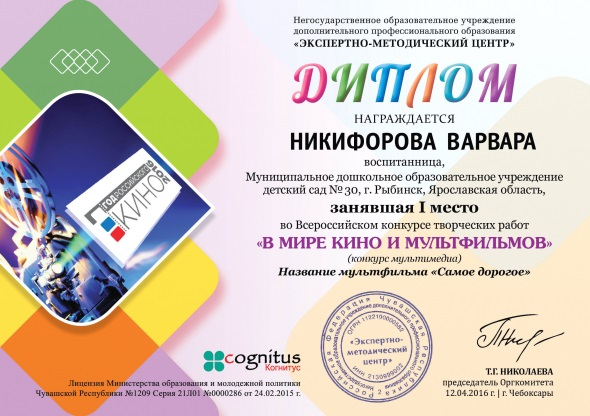 Негосударственное образовательное учреждение
дополнительного профессионального образования
«ЭКСПЕРТНО-МЕТОДИЧЕСКИЙ ЦЕНТР»
ДИПЛОМ
НАГРАЖДАЕТСЯ
НИКИФОРОВА ВАРВАРА
воспитанница,
Муниципальное дошкольное образовательное учреждение
детский сад №30, г. Рыбинск, Ярославская область,
занявшая I место
во Всероссийском конкурсе творческих работ
«В МИРЕ КИНО И МУЛЬТФИЛЬМОВ»
(конкурс мультимедиа)
Название мультфильма «Самое дорогое»
ГОД РОССИЙСКОГО
КИНО
2016
«Экспертно-
методический
центр»
cognitus
Когнитус
Т.Г. НИКОЛАЕВА
председатель Оргкомитета
12.04.2016 г. | г. Чебоксары
Лицензия Министерства образования и молодежной политики
Чувашской Республики №1209 Серия 21Л01 №0000286 от 24.02.2015 г.